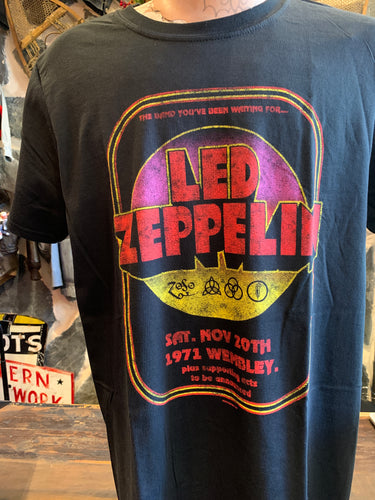 THE BAND YOU'VE BEEN WAITING FOR...
LED
ZEPPELIN
ZoSo
SAT. NOV 20TH
1971 WEMBLEY.
plus supporting acts
to be announced
OTS
ERN
WORK